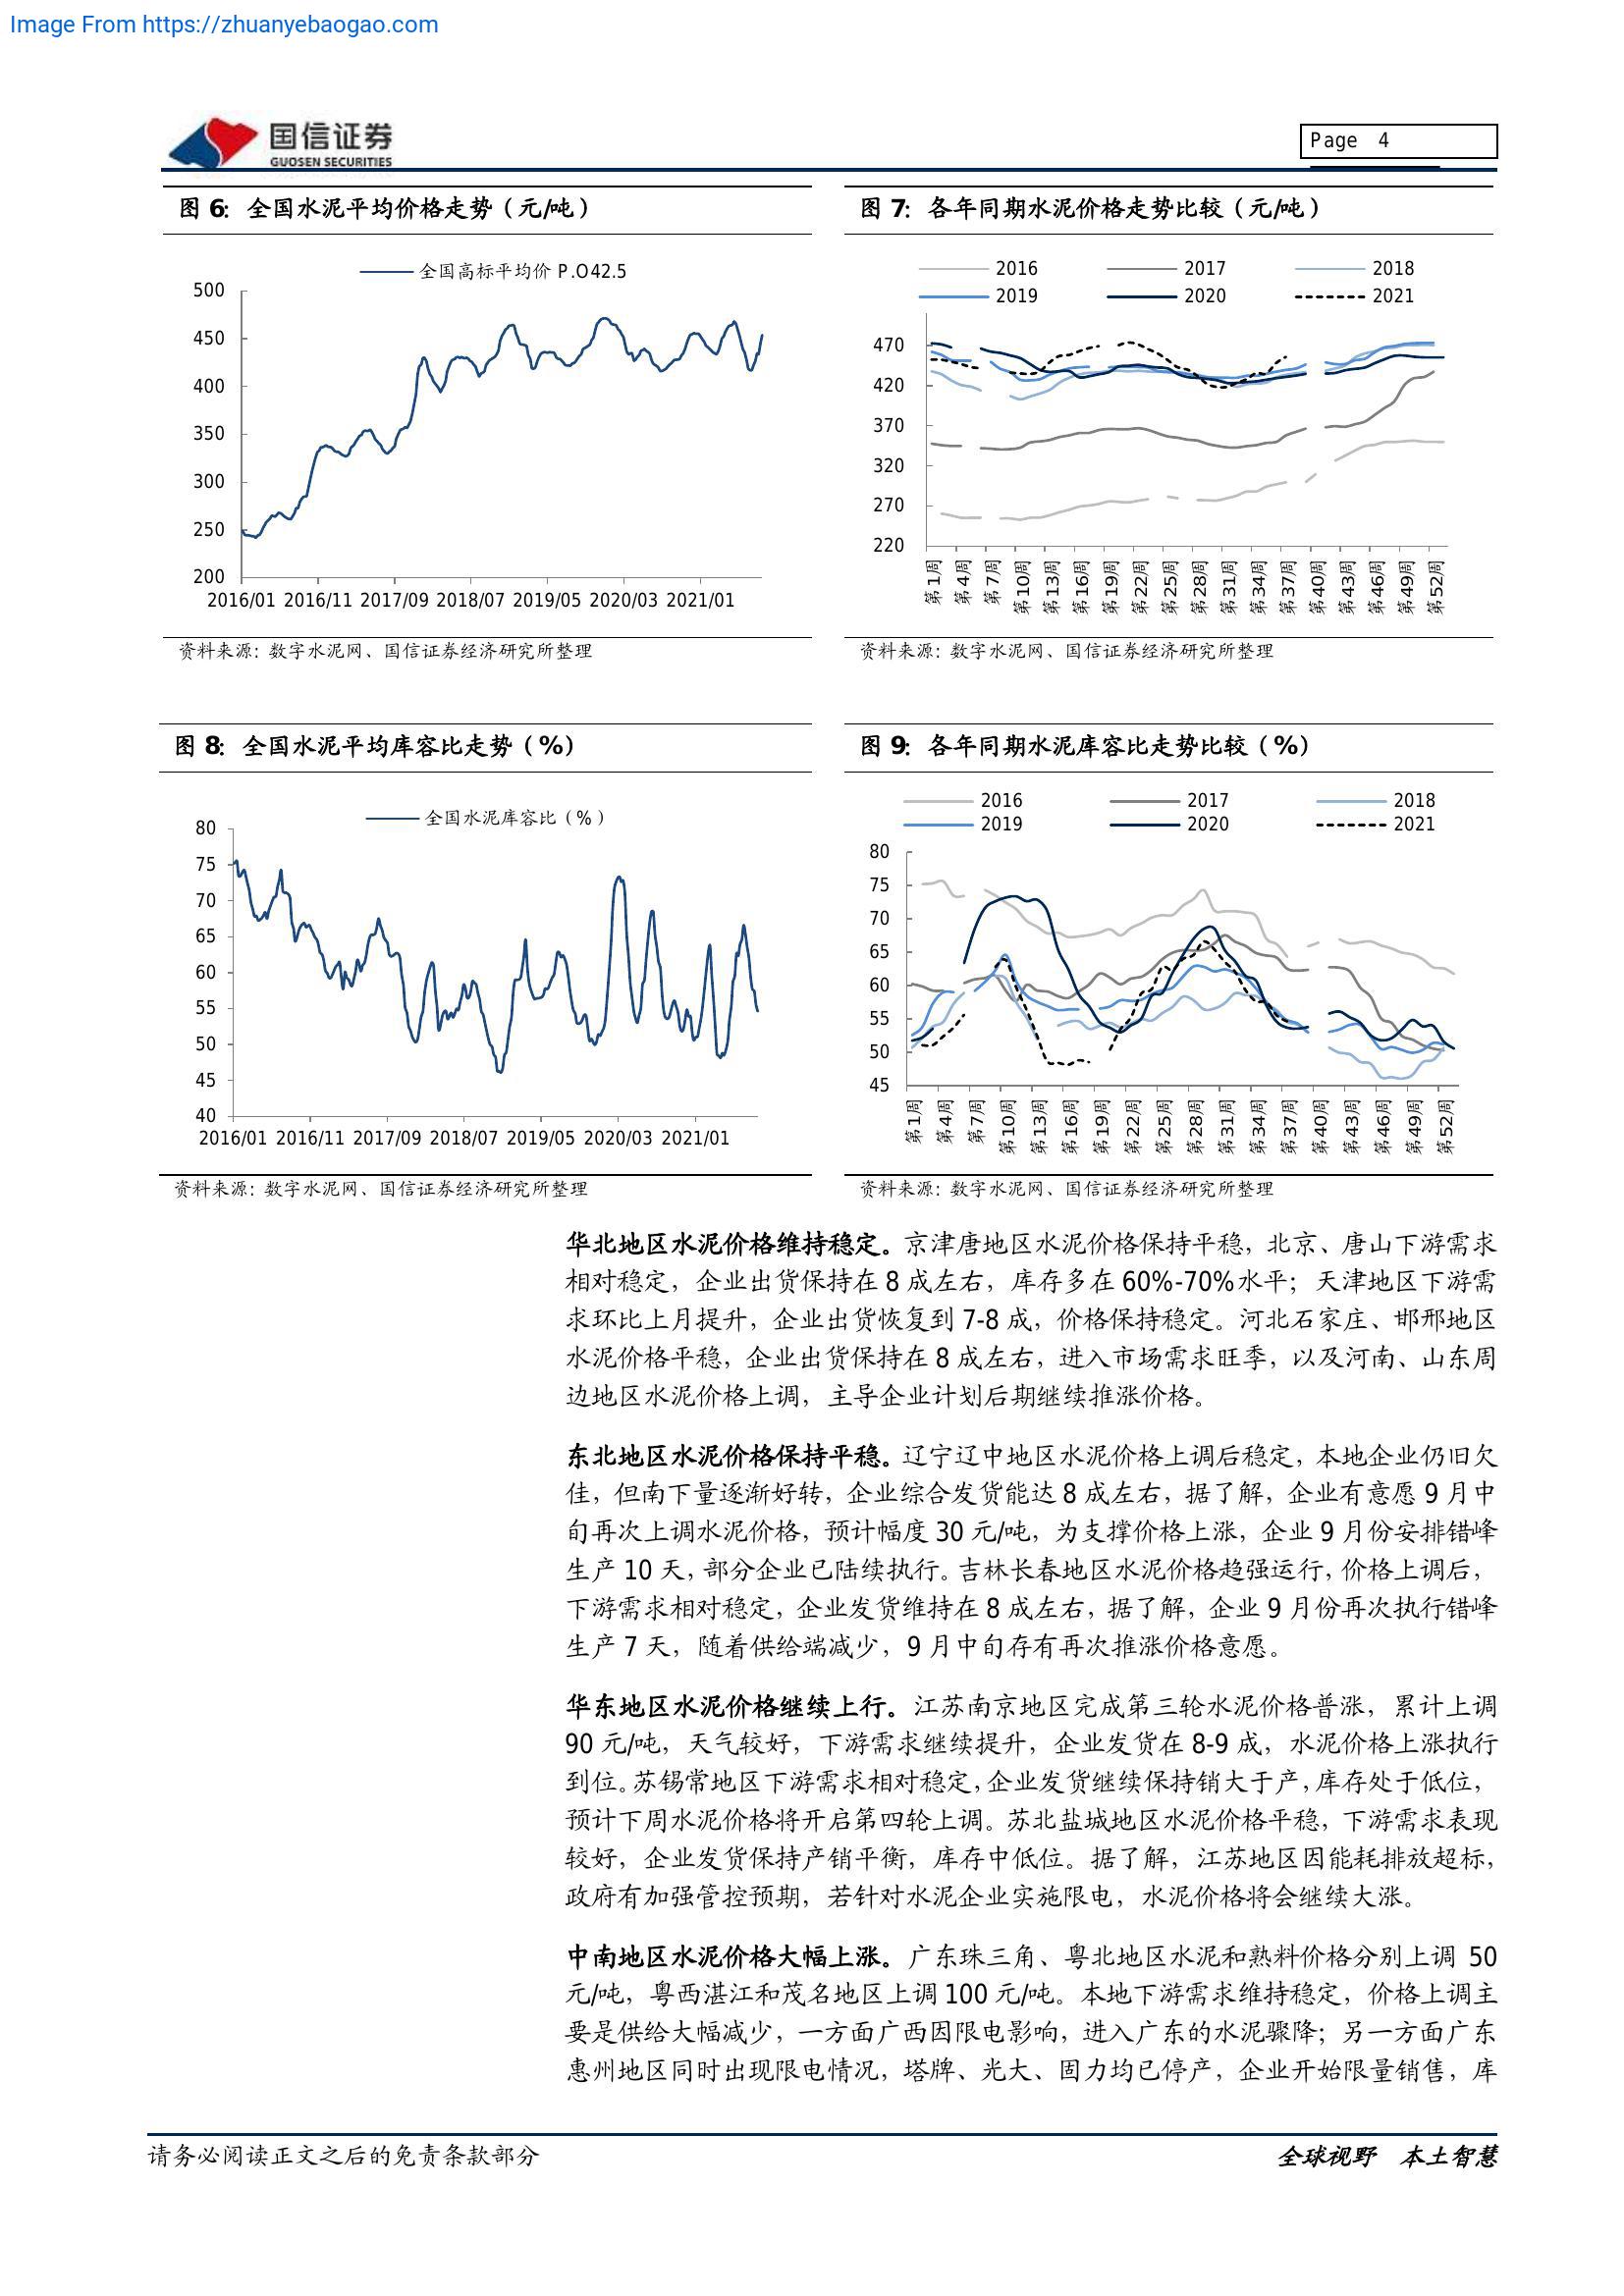 Image From https://zhuanyebaogao.com
国信证券
GUOSEN SECURITIES
Page 4
图 6: 全国水泥平均价格走势（元/吨）
全国高标平均价 P.O42.5
500
450
400
350
300
250
200
2016/01 2016/11 2017/09 2018/07 2019/05 2020/03 2021/01
资料来源: 数字水泥网、国信证券经济研究所整理
图 7: 各年同期水泥价格走势比较（元/吨）
2016 2017 2018
2019 2020 2021
470
420
370
320
270
220
第1周 第4周 第7周 第10周 第13周 第16周 第19周 第22周 第25周 第28周 第31周 第34周 第37周 第40周 第43周 第46周 第49周 第52周
资料来源: 数字水泥网、国信证券经济研究所整理
图 8: 全国水泥平均库容比走势（%）
全国水泥库容比（%）
80
75
70
65
60
55
50
45
40
2016/01 2016/11 2017/09 2018/07 2019/05 2020/03 2021/01
资料来源: 数字水泥网、国信证券经济研究所整理
图 9: 各年同期水泥库容比走势比较（%）
2016 2017 2018
2019 2020 2021
80
75
70
65
60
55
50
45
第1周 第4周 第7周 第10周 第13周 第16周 第19周 第22周 第25周 第28周 第31周 第34周 第37周 第40周 第43周 第46周 第49周 第52周
资料来源: 数字水泥网、国信证券经济研究所整理
华北地区水泥价格维持稳定。京津唐地区水泥价格保持平稳，北京、唐山下游需求
相对稳定，企业出货保持在 8 成左右，库存多在 60%-70%水平；天津地区下游需
求环比上月提升，企业出货恢复到 7-8 成，价格保持稳定。河北石家庄、邯邢地区
水泥价格平稳，企业出货保持在 8 成左右，进入市场需求旺季，以及河南、山东周
边地区水泥价格上调，主导企业计划后期继续推涨价格。
东北地区水泥价格保持平稳。辽宁辽中地区水泥价格上调后稳定，本地企业仍旧欠
佳，但南下量逐渐好转，企业综合发货能达 8 成左右，据了解，企业有意愿 9 月中
旬再次上调水泥价格，预计幅度 30 元/吨，为支撑价格上涨，企业 9 月份安排错峰
生产 10 天，部分企业已陆续执行。吉林长春地区水泥价格趋强运行，价格上调后，
下游需求相对稳定，企业发货维持在 8 成左右，据了解，企业 9 月份再次执行错峰
生产 7 天，随着供给端减少，9 月中旬存有再次推涨价格意愿。
华东地区水泥价格继续上行。江苏南京地区完成第三轮水泥价格普涨，累计上调
90 元/吨，天气较好，下游需求继续提升，企业发货在 8-9 成，水泥价格上涨执行
到位。苏锡常地区下游需求相对稳定，企业发货继续保持销大于产，库存处于低位，
预计下周水泥价格将开启第四轮上调。苏北盐城地区水泥价格平稳，下游需求表现
较好，企业发货保持产销平衡，库存中低位。据了解，江苏地区因能耗排放超标，
政府有加强管控预期，若针对水泥企业实施限电，水泥价格将会继续大涨。
中南地区水泥价格大幅上涨。广东珠三角、粤北地区水泥和熟料价格分别上调 50
元/吨，粤西湛江和茂名地区上调 100 元/吨。本地下游需求维持稳定，价格上调主
要是供给大幅减少，一方面广西因限电影响，进入广东的水泥骤降；另一方面广东
惠州地区同时出现限电情况，塔牌、光大、固力均已停产，企业开始限量销售，库
请务必阅读正文之后的免责条款部分
全球视野 本土智慧